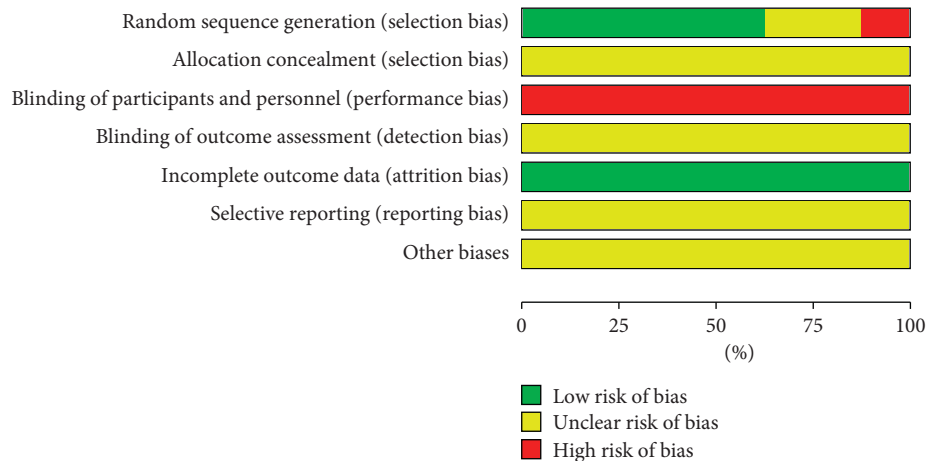 Random sequence generation (selection bias)
Allocation concealment (selection bias)
Blinding of participants and personnel (performance bias)
Blinding of outcome assessment (detection bias)
Incomplete outcome data (attrition bias)
Selective reporting (reporting bias)
Other biases
0 25 50 75 100
(%)
Low risk of bias
Unclear risk of bias
High risk of bias